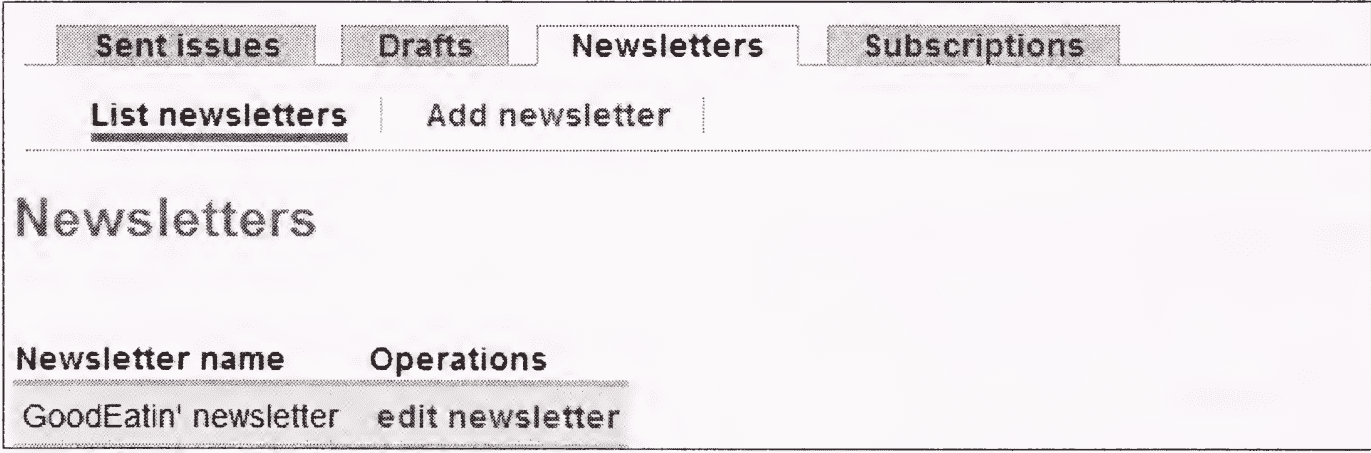 Sent issues Drafts Newsletters Subscriptions
List newsletters Add newsletter
Newsletters
Newsletter name Operations
GoodEatin' newsletter edit newsletter